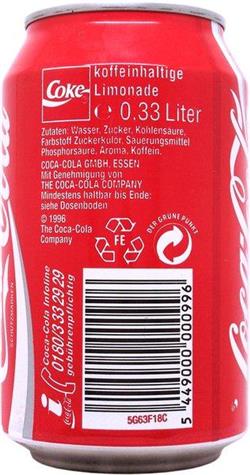 Coke
koffeinhaltige
Limonade
℮ 0.33 Liter
Zutaten: Wasser, Zucker, Kohlensäure,
Farbstoff Zuckerkulör, Säuerungsmittel
Phosphorsäure, Aroma, Koffein.
COCA-COLA GMBH, ESSEN
Mit Genehmigung von
THE COCA-COLA COMPANY
Mindestens haltbar bis Ende:
siehe Dosenboden
© 1996
The Coca-Cola
Company
FE
DER GRÜNE PUNKT
Coca-Cola Infoline
0180/3 33 29 29
gebührenpflichtig
5 449000 000996
5G63F18C
SCHUTZMARKEN